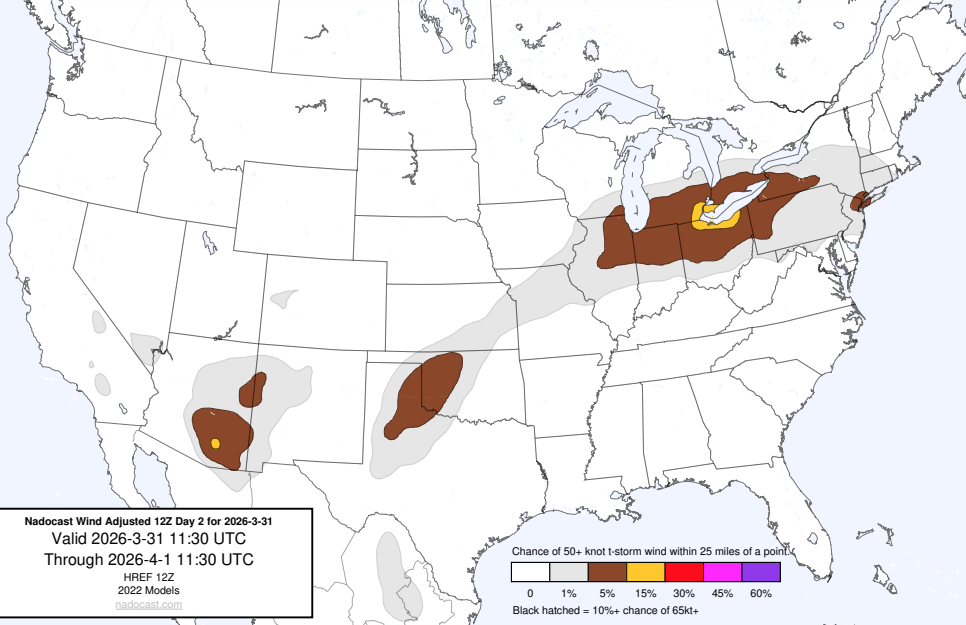 Nadocast Wind Adjusted 12Z Day 2 for 2026-3-31
Valid 2026-3-31 11:30 UTC
Through 2026-4-1 11:30 UTC
HREF 12Z
2022 Models
nadocast.com
Chance of 50+ knot t-storm wind within 25 miles of a point.
0 1% 5% 15% 30% 45% 60%
Black hatched = 10%+ chance of 65kt+